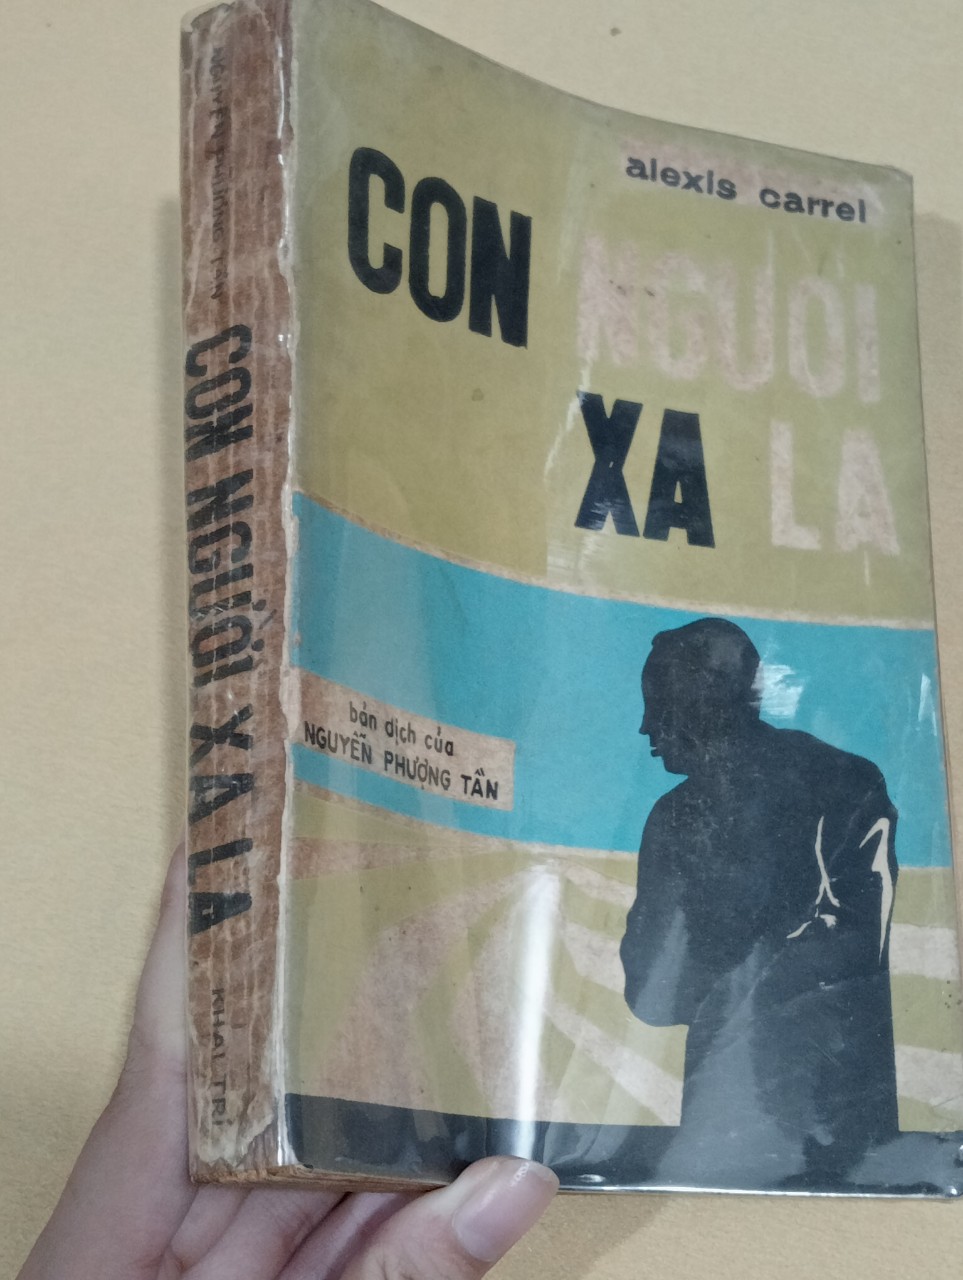 alexis carrel
CON NGƯỜI
XA LẠ
bản dịch của
NGUYỄN PHƯỢNG TẦN
NGUYỄN PHƯỢNG TẦN CON NGƯỜI XA LẠ KHAI TRÍ